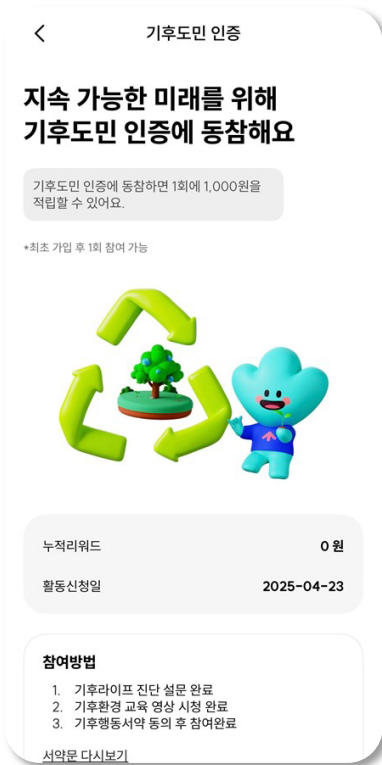 기후도민 인증
지속 가능한 미래를 위해
기후도민 인증에 동참해요
기후도민 인증에 동참하면 1회에 1,000원을
적립할 수 있어요.
*최초 가입 후 1회 참여 가능
누적리워드 0 원
활동신청일 2025-04-23
참여방법
1. 기후라이프 진단 설문 완료
2. 기후환경 교육 영상 시청 완료
3. 기후행동서약 동의 후 참여완료
서약문 다시보기